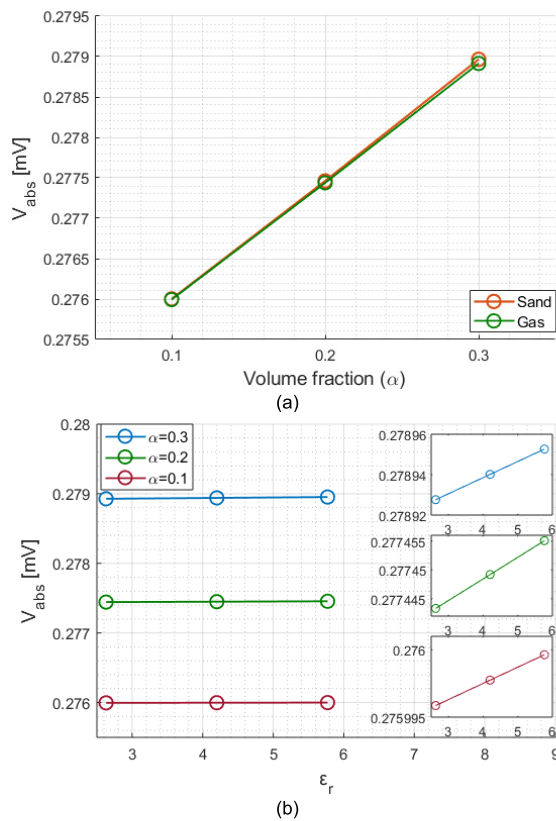 0.2795
0.279
0.2785
0.278
0.2775
0.277
0.2765
0.276
0.2755
V_abs [mV]
Sand
Gas
0.1
0.2
0.3
Volume fraction (α)
(a)
0.28
0.279
0.278
0.277
0.276
V_abs [mV]
α=0.3
α=0.2
α=0.1
0.27896
0.27894
0.27892
3 4 5 6
0.277455
0.27745
0.277445
3 4 5 6
0.276
0.275995
3 4 5 6
3 4 5 6 7 8 9
ε_r
(b)